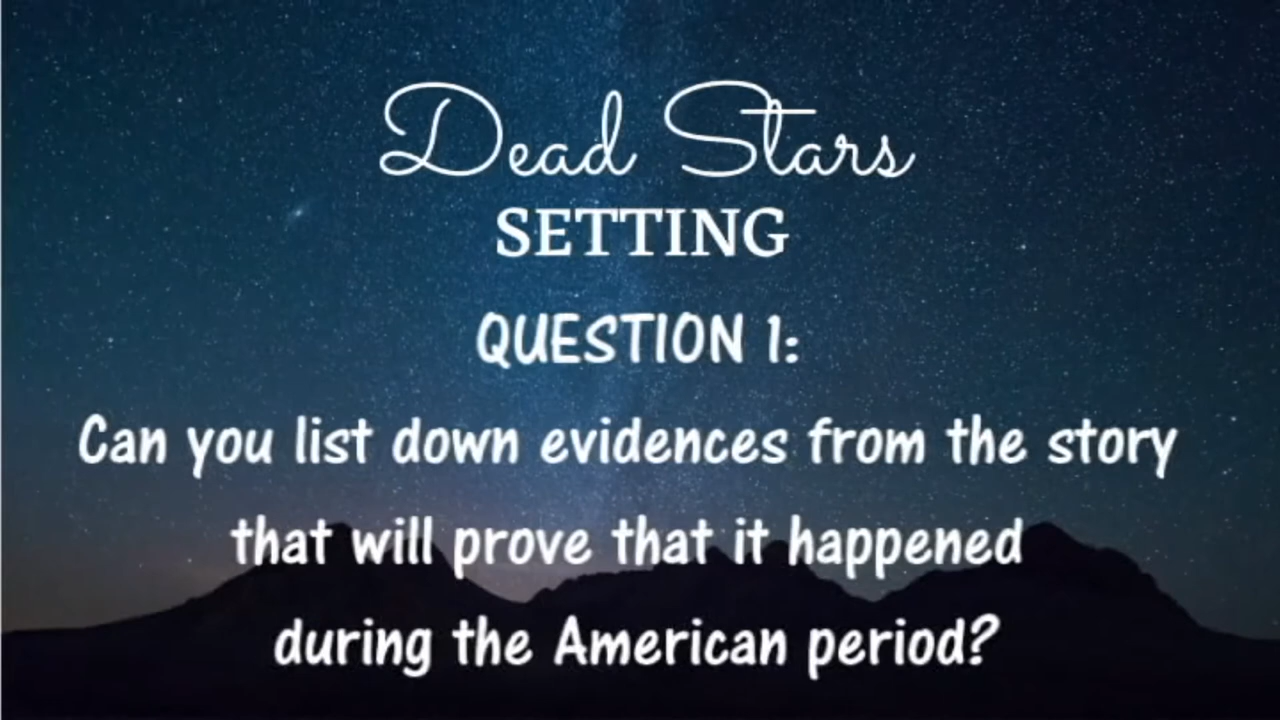 Dead Stars
SETTING
QUESTION 1:
Can you list down evidences from the story
that will prove that it happened
during the American period?